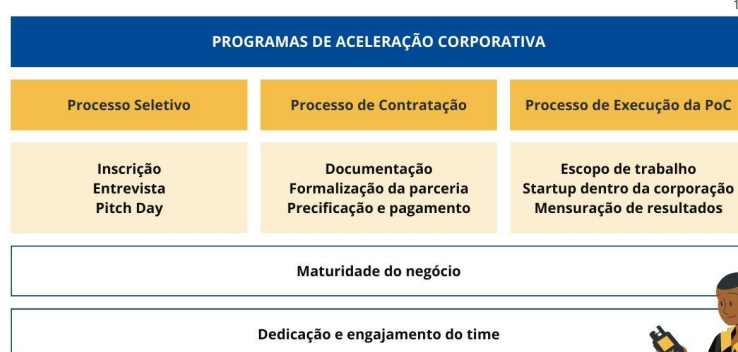 1
PROGRAMAS DE ACELERAÇÃO CORPORATIVA
Processo Seletivo
Processo de Contratação
Processo de Execução da PoC
Inscrição
Entrevista
Pitch Day
Documentação
Formalização da parceria
Precificação e pagamento
Escopo de trabalho
Startup dentro da corporação
Mensuração de resultados
Maturidade do negócio
Dedicação e engajamento do time